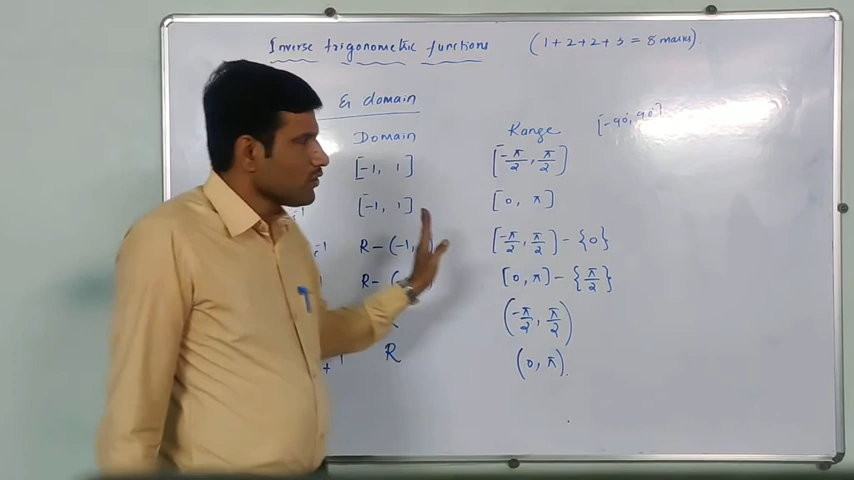 Inverse trigonometric functions (1+2+2+3 = 8 marks).
& domain
Domain Range [-90°, 90°]
[-1, 1] [-π/2, π/2]
[-1, 1] [0, π]
R - (-1, [-π/2, π/2] - {0}
R - ( [0, π] - {π/2}
(-π/2, π/2)
R (0, π).